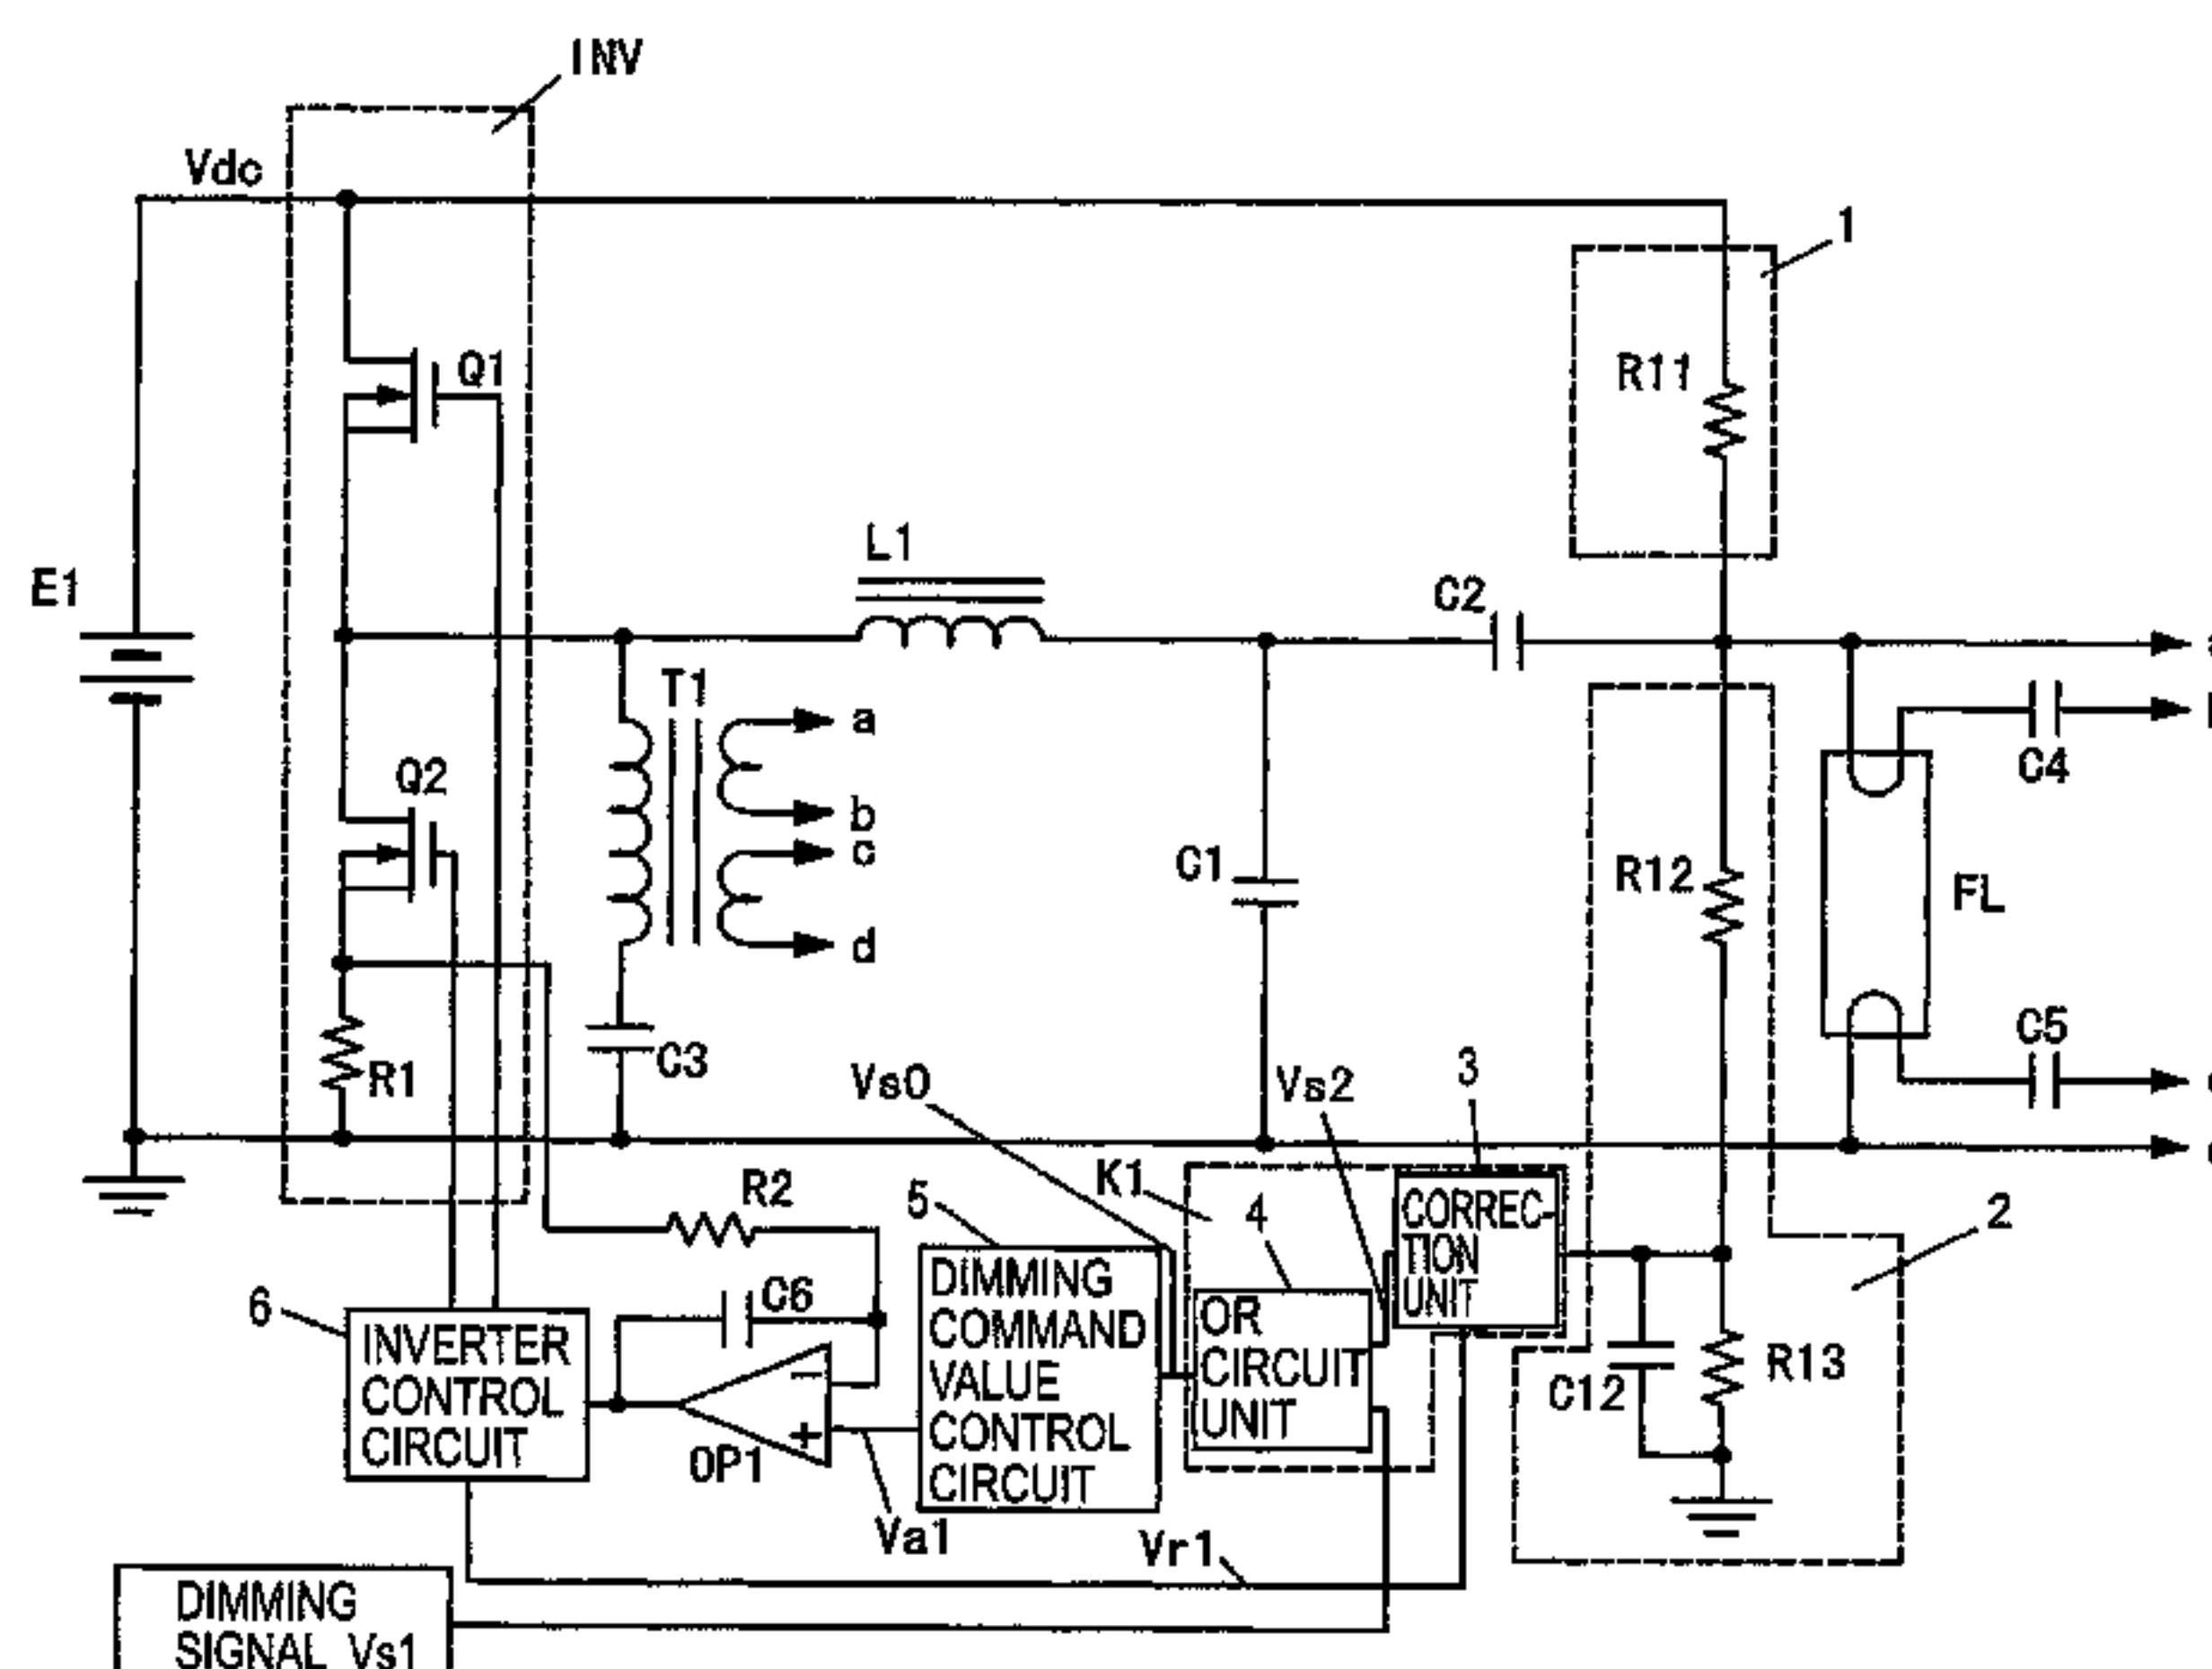 INV
Vdc
1
Q1
R11
L1
E1
C2
T1
a
Q2
C4
b
c
C1
R12
FL
d
C5
R1
C3
Vs0
Vs2
3
K1
R2
5
4
CORREC-
TION
UNIT
2
DIMMING
COMMAND
VALUE
CONTROL
CIRCUIT
6
C6
OR
CIRCUIT
UNIT
INVERTER
CONTROL
CIRCUIT
−
+
OP1
C12
R13
Va1
Vr1
DIMMING
SIGNAL Vs1